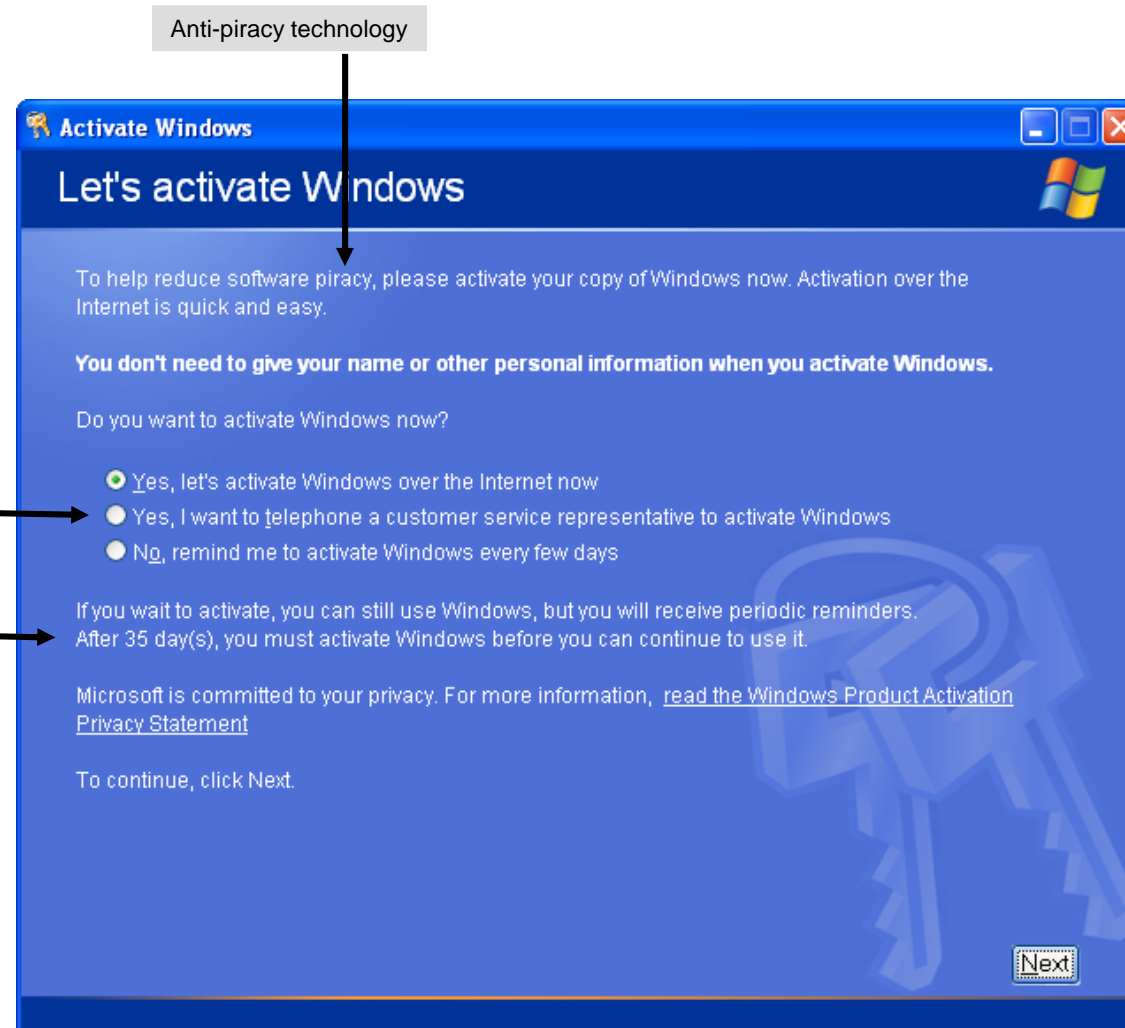 Anti-piracy technology
Activate Windows
Let's activate Windows
To help reduce software piracy, please activate your copy of Windows now. Activation over the
Internet is quick and easy.
You don't need to give your name or other personal information when you activate Windows.
Do you want to activate Windows now?
Yes, let's activate Windows over the Internet now
Yes, I want to telephone a customer service representative to activate Windows
No, remind me to activate Windows every few days
If you wait to activate, you can still use Windows, but you will receive periodic reminders.
After 35 day(s), you must activate Windows before you can continue to use it.
Microsoft is committed to your privacy. For more information, read the Windows Product Activation
Privacy Statement
To continue, click Next.
Next